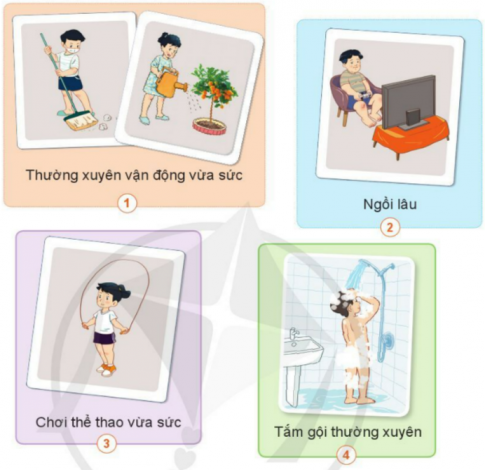 Thường xuyên vận động vừa sức
1
Ngồi lâu
2
Chơi thể thao vừa sức
3
Tắm gội thường xuyên
4